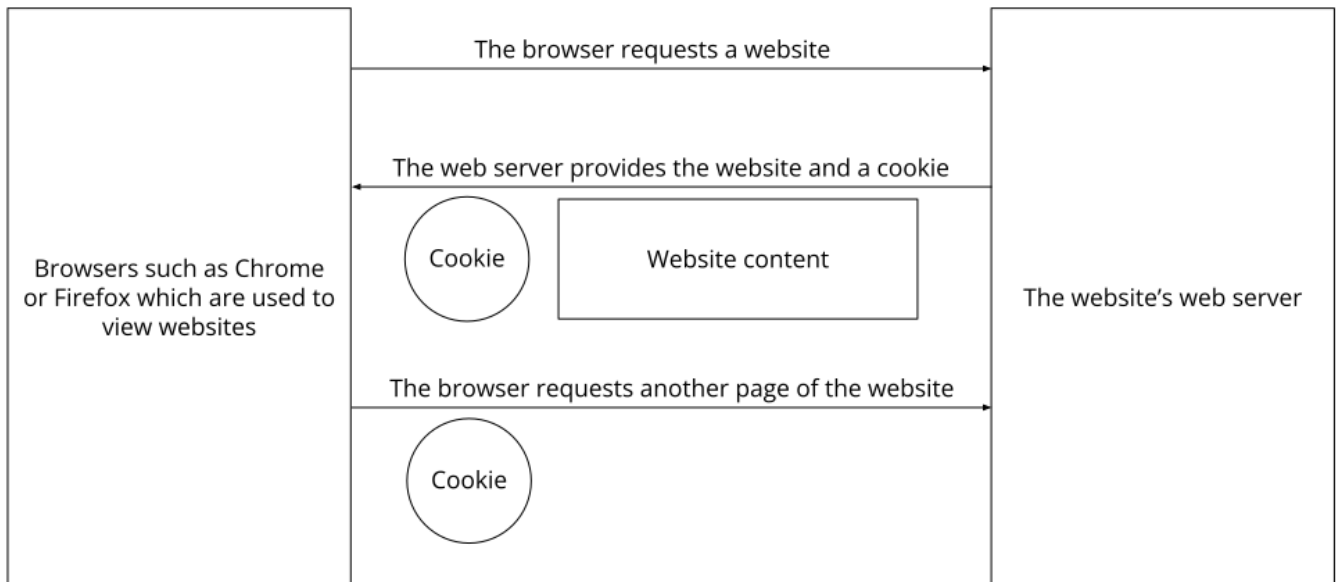 The browser requests a website
The web server provides the website and a cookie
Cookie
Website content
Browsers such as Chrome
or Firefox which are used to
view websites
The website’s web server
The browser requests another page of the website
Cookie